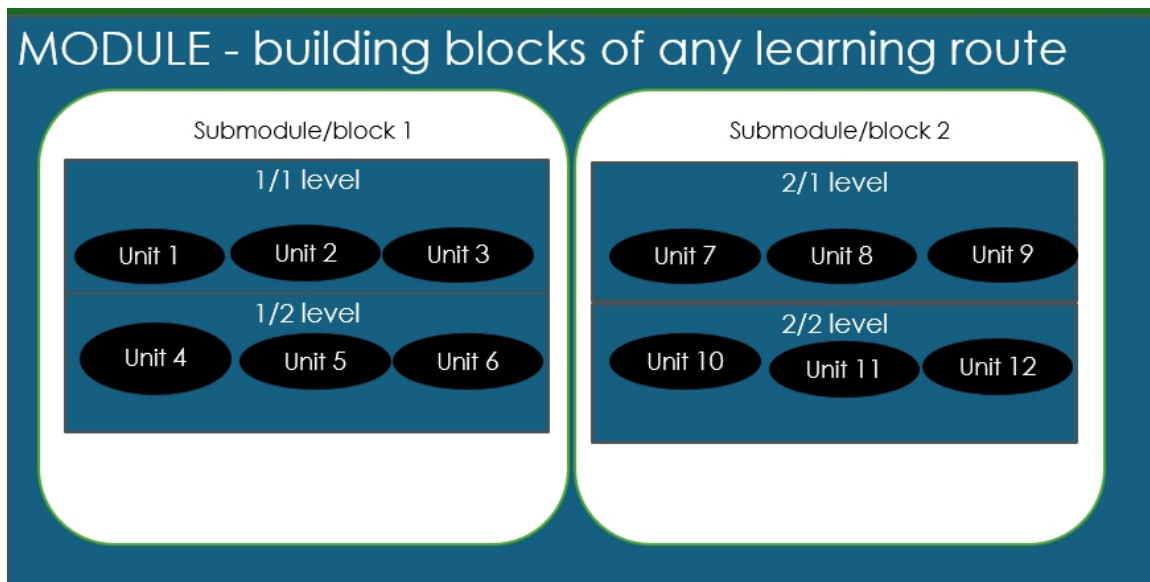 MODULE - building blocks of any learning route
Submodule/block 1
1/1 level
Unit 1
Unit 2
Unit 3
1/2 level
Unit 4
Unit 5
Unit 6
Submodule/block 2
2/1 level
Unit 7
Unit 8
Unit 9
2/2 level
Unit 10
Unit 11
Unit 12